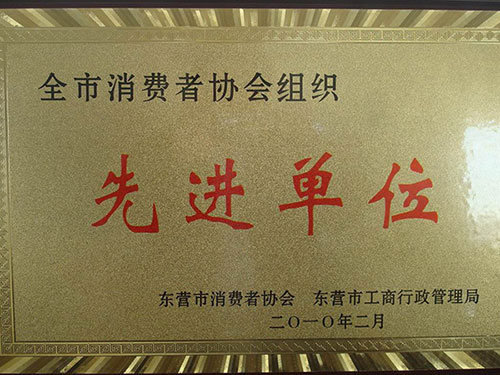 全市消费者协会组织
先进单位
东营市消费者协会 东营市工商行政管理局
二〇一〇年二月